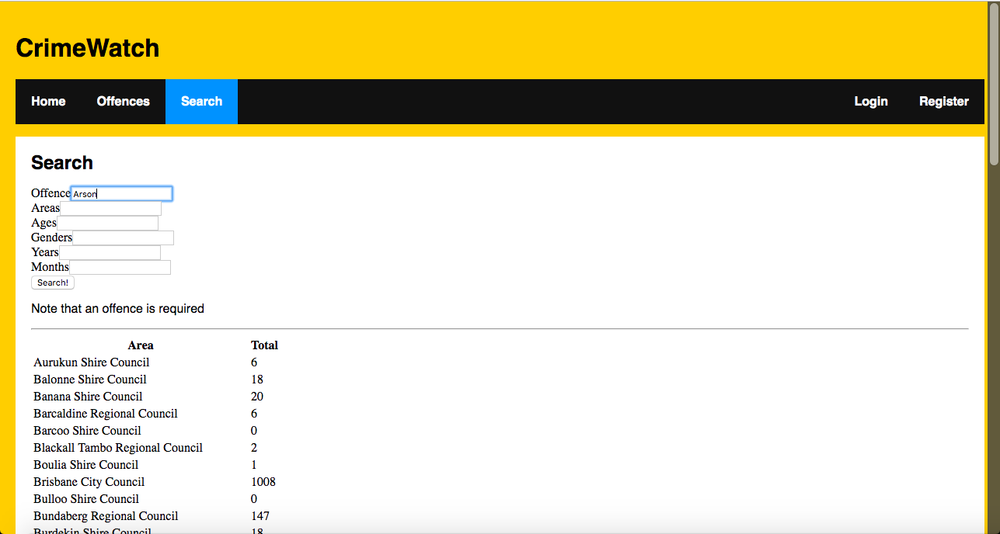 CrimeWatch
Home Offences Search Login Register
Search
Offence Arson
Areas
Ages
Genders
Years
Months
Search!
Note that an offence is required
Area Total
Aurukun Shire Council 6
Balonne Shire Council 18
Banana Shire Council 20
Barcaldine Regional Council 6
Barcoo Shire Council 0
Blackall Tambo Regional Council 2
Boulia Shire Council 1
Brisbane City Council 1008
Bulloo Shire Council 0
Bundaberg Regional Council 147
Burdekin Shire Council 18